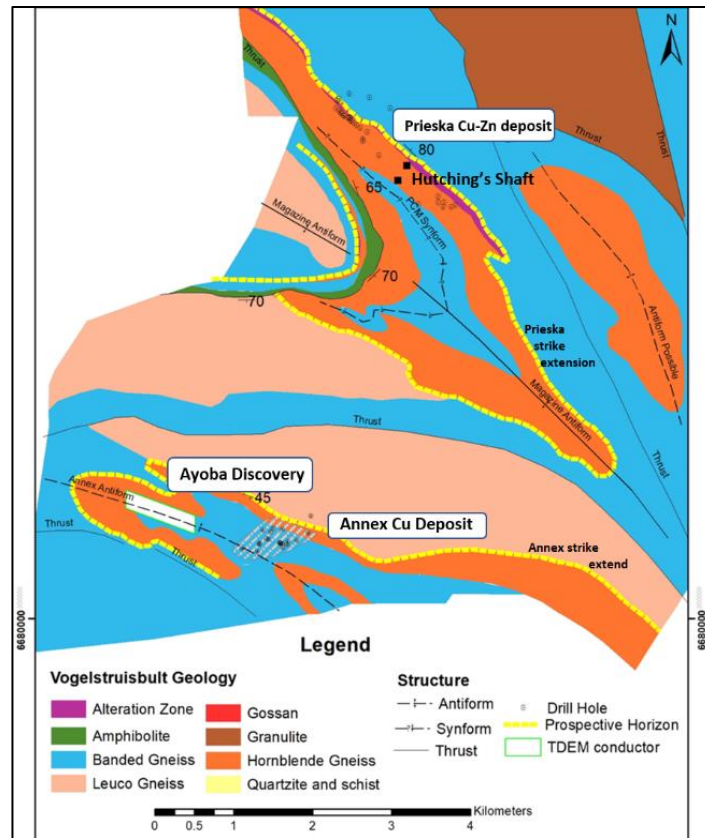 N
Thrust
Prieska Cu-Zn deposit
80
Hutching's Shaft
65
PCM Synform
Thrust
Thrust
Magazine Antiform
70
70
Antiform Possible
Prieska
strike
extension
Magazine Antiform
Thrust
Thrust
Ayoba Discovery
Annex Antiform
45
Annex Cu Deposit
Thrust
Thrust
Annex strike
extend
6680000
6680000
Legend
Vogelstruisbult Geology
Alteration Zone
Gossan
Amphibolite
Granulite
Banded Gneiss
Hornblende Gneiss
Leuco Gneiss
Quartzite and schist
Structure
Antiform
Synform
Thrust
Drill Hole
Prospective Horizon
TDEM conductor
Kilometers
0 0.5 1 2 3 4